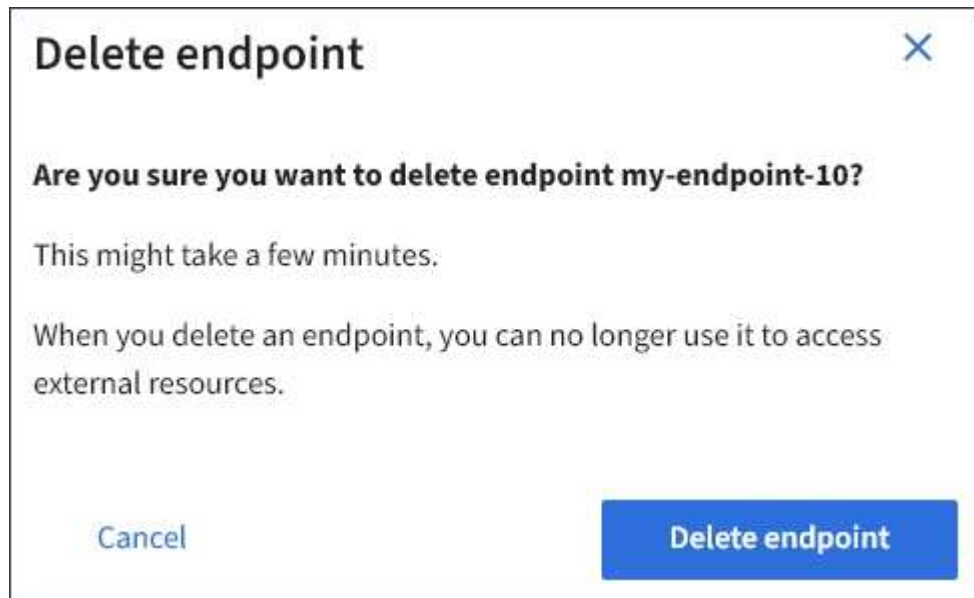 Delete endpoint
Are you sure you want to delete endpoint my-endpoint-10?
This might take a few minutes.
When you delete an endpoint, you can no longer use it to access
external resources.
Cancel
Delete endpoint